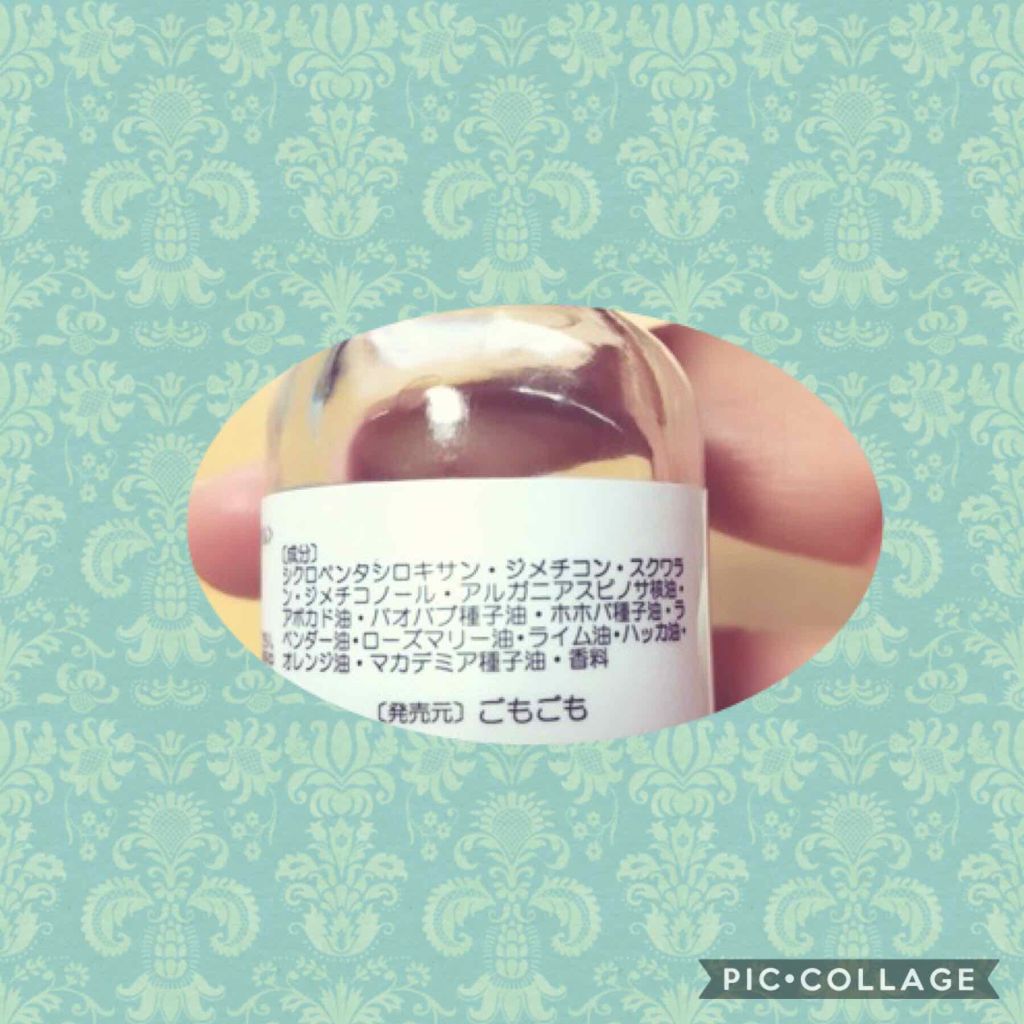 〔成分〕
シクロペンタシロキサン・ジメチコン・スクワラ
ン・ジメチコノール・アルガニアスピノサ核油・
アボカド油・バオバブ種子油・ホホバ種子油・ラ
ベンダー油・ローズマリー油・ライム油・ハッカ油・
オレンジ油・マカデミア種子油・香料
〔発売元〕ごもごも
PIC•COLLAGE